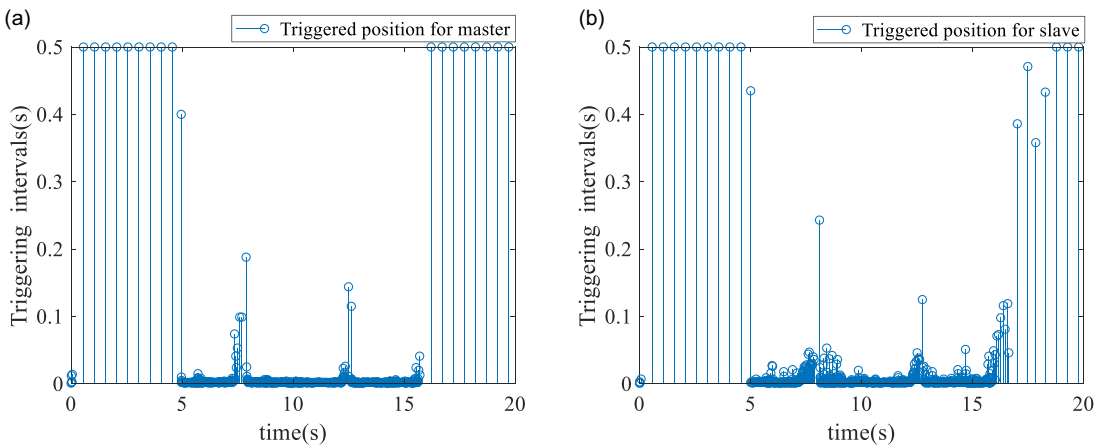 (a)
Triggered position for master
0.5
0.4
0.3
0.2
0.1
0
Triggering intervals(s)
0
5
10
15
20
time(s)
(b)
Triggered position for slave
0.5
0.4
0.3
0.2
0.1
0
Triggering intervals(s)
0
5
10
15
20
time(s)